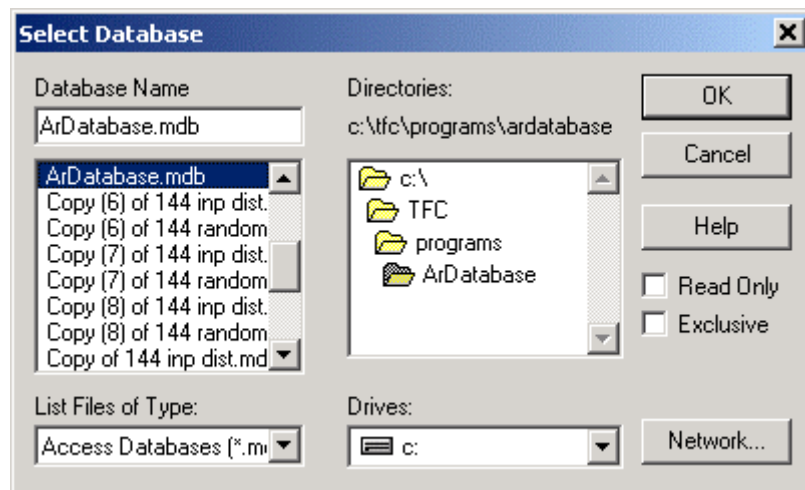 Select Database
Database Name
ArDatabase.mdb
ArDatabase.mdb
Copy (6) of 144 inp dist.
Copy (6) of 144 random
Copy (7) of 144 inp dist.
Copy (7) of 144 random
Copy (8) of 144 inp dist.
Copy (8) of 144 random
Copy of 144 inp dist.md
List Files of Type:
Access Databases (*.m
Directories:
c:\tfc\programs\ardatabase
c:\
TFC
programs
ArDatabase
Drives:
c:
OK
Cancel
Help
Read Only
Exclusive
Network...